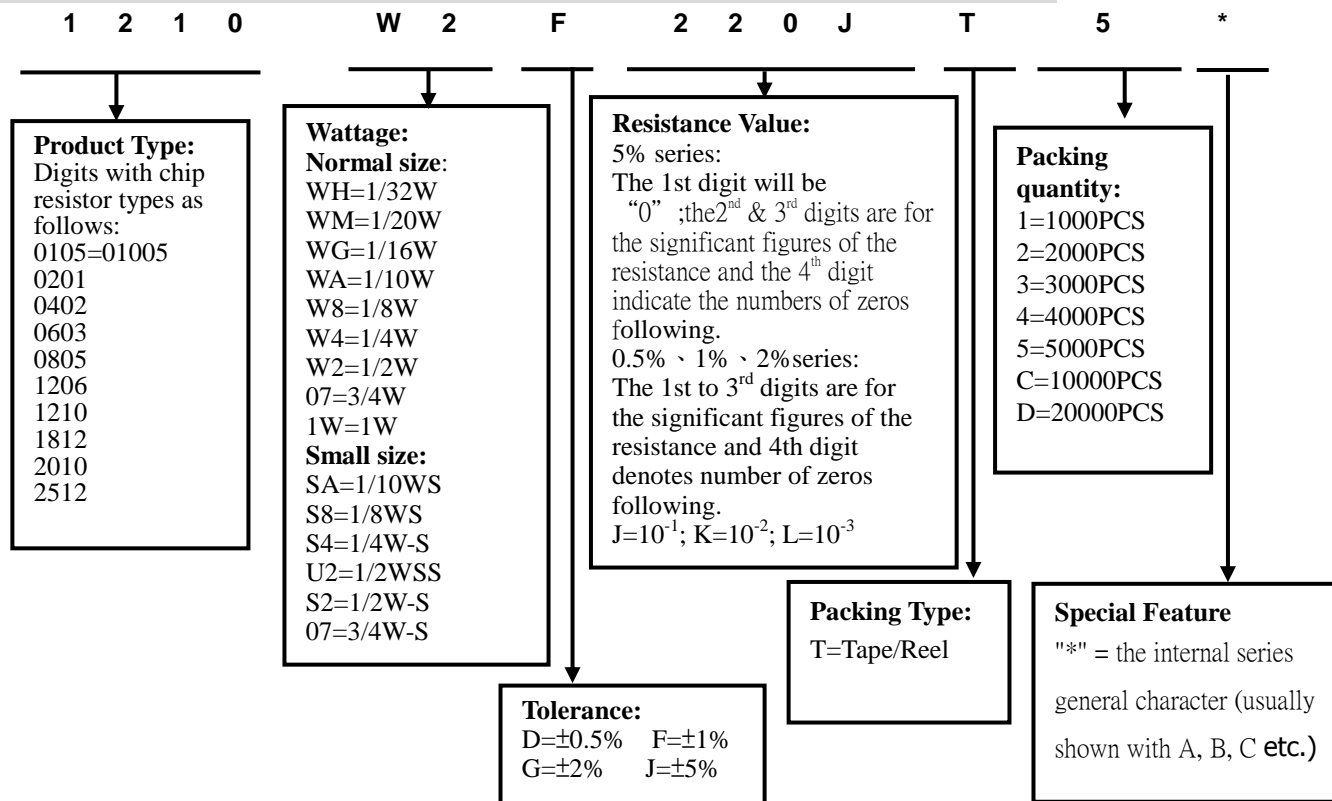 1 2 1 0 W 2 F 2 2 0 J T 5 *
Product Type:
Digits with chip
resistor types as
follows:
0105=01005
0201
0402
0603
0805
1206
1210
1812
2010
2512
Wattage:
Normal size:
WH=1/32W
WM=1/20W
WG=1/16W
WA=1/10W
W8=1/8W
W4=1/4W
W2=1/2W
07=3/4W
1W=1W
Small size:
SA=1/10WS
S8=1/8WS
S4=1/4W-S
U2=1/2WSS
S2=1/2W-S
07=3/4W-S
Tolerance:
D=±0.5% F=±1%
G=±2% J=±5%
Resistance Value:
5% series:
The 1st digit will be
“0” ;the2nd & 3rd digits are for
the significant figures of the
resistance and the 4th digit
indicate the numbers of zeros
following.
0.5%、1%、2%series:
The 1st to 3rd digits are for
the significant figures of the
resistance and 4th digit
denotes number of zeros
following.
J=10-1; K=10-2; L=10-3
Packing Type:
T=Tape/Reel
Packing
quantity:
1=1000PCS
2=2000PCS
3=3000PCS
4=4000PCS
5=5000PCS
C=10000PCS
D=20000PCS
Special Feature
"*" = the internal series
general character (usually
shown with A, B, C etc.)